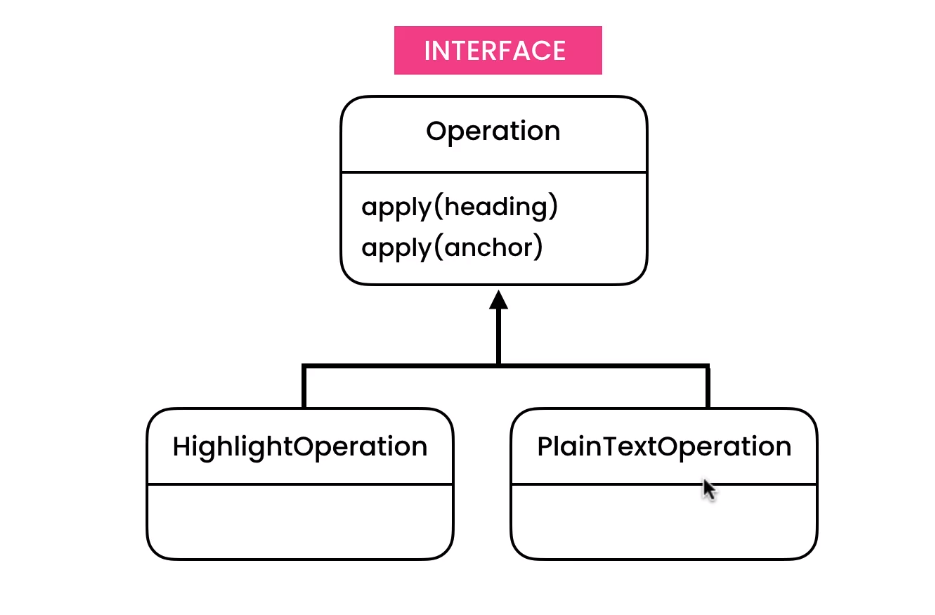 INTERFACE
Operation
apply(heading)
apply(anchor)
HighlightOperation
PlainTextOperation